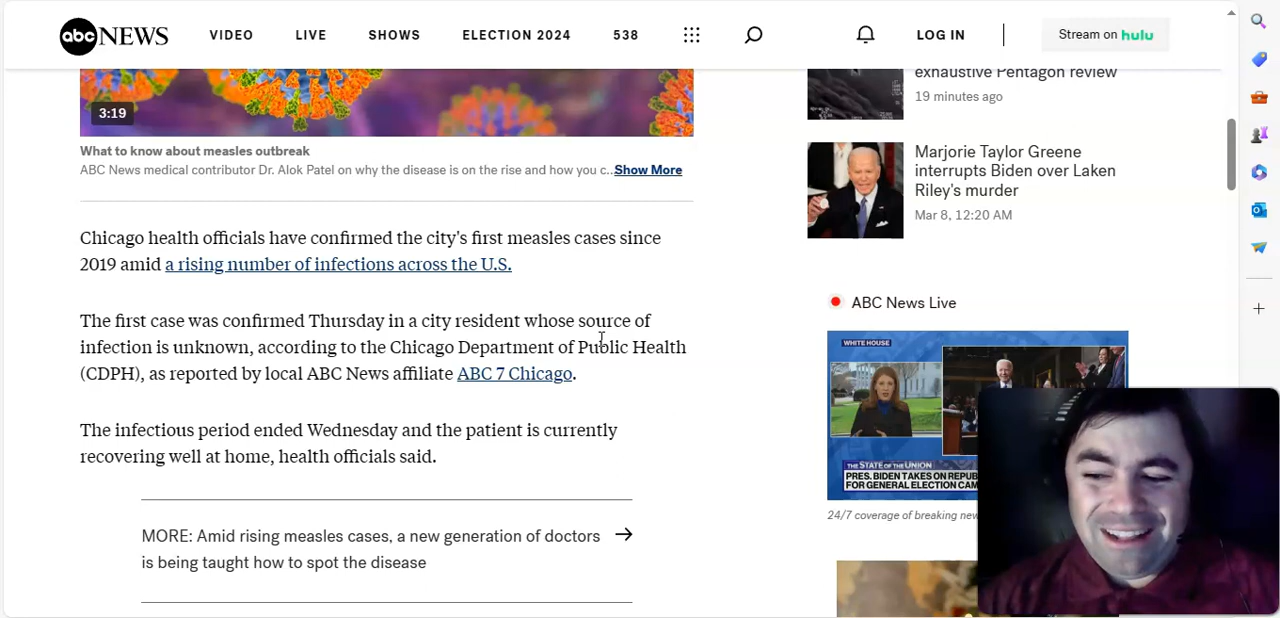 abc NEWS
VIDEO
LIVE
SHOWS
ELECTION 2024
538
LOG IN
Stream on hulu
3:19
What to know about measles outbreak
ABC News medical contributor Dr. Alok Patel on why the disease is on the rise and how you c..Show More
Chicago health officials have confirmed the city's first measles cases since
2019 amid a rising number of infections across the U.S.
The first case was confirmed Thursday in a city resident whose source of
infection is unknown, according to the Chicago Department of Public Health
(CDPH), as reported by local ABC News affiliate ABC 7 Chicago.
The infectious period ended Wednesday and the patient is currently
recovering well at home, health officials said.
MORE: Amid rising measles cases, a new generation of doctors
is being taught how to spot the disease
exhaustive Pentagon review
19 minutes ago
Marjorie Taylor Greene
interrupts Biden over Laken
Riley's murder
Mar 8, 12:20 AM
ABC News Live
WHITE HOUSE
THE STATE OF THE UNION
PRES. BIDEN TAKES ON REPUB
FOR GENERAL ELECTION CAM
24/7 coverage of breaking new